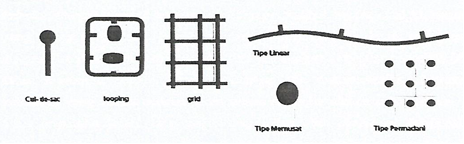 Tipe Linear
Cul-de-sac looping grid
Tipe Memusat Tipe Permadani